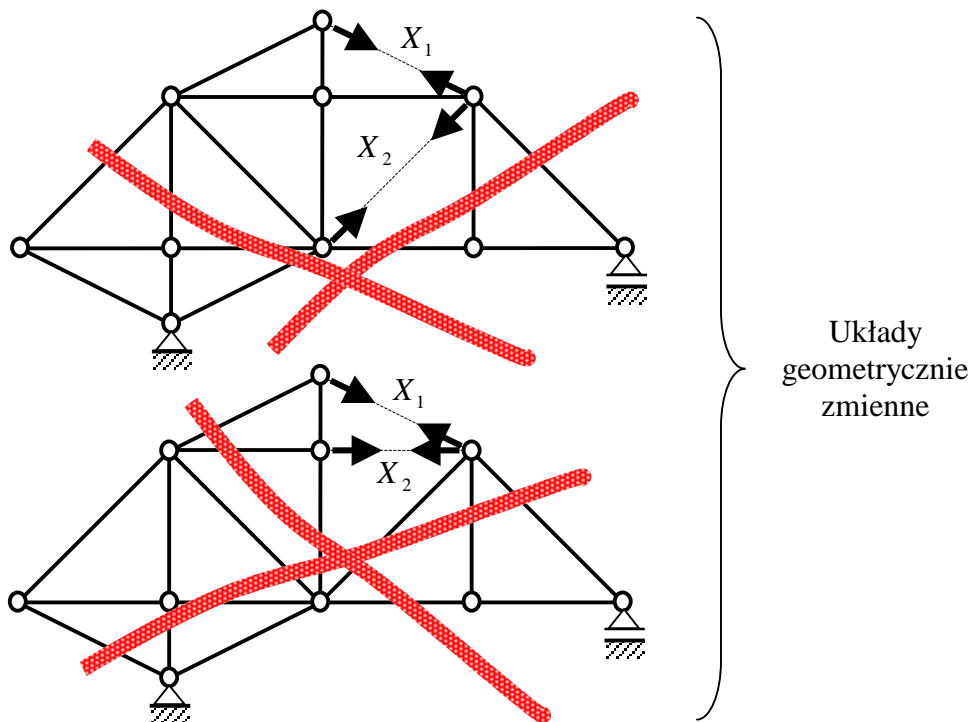 X₁
X₂
X₁
X₂
Układy
geometrycznie
zmienne